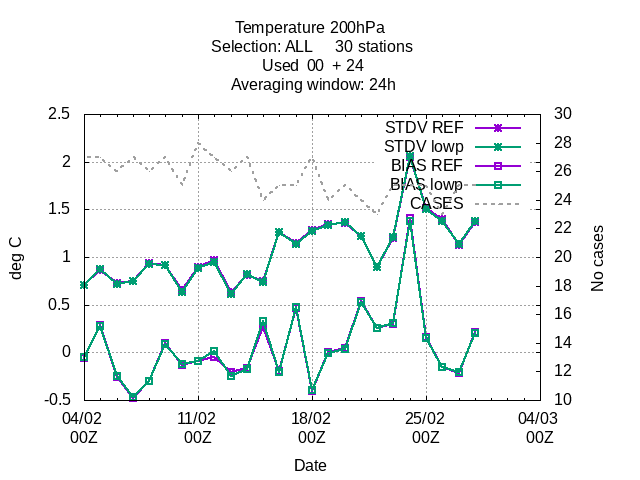 Temperature 200hPa
Selection: ALL 30 stations
Used 00 + 24
Averaging window: 24h
2.5
2
1.5
1
0.5
0
-0.5
deg C
30
28
26
24
22
20
18
16
14
12
10
No cases
STDV REF
STDV lowp
BIAS REF
BIAS lowp
CASES
04/02 11/02 18/02 25/02 04/03
00Z 00Z 00Z 00Z 00Z
Date